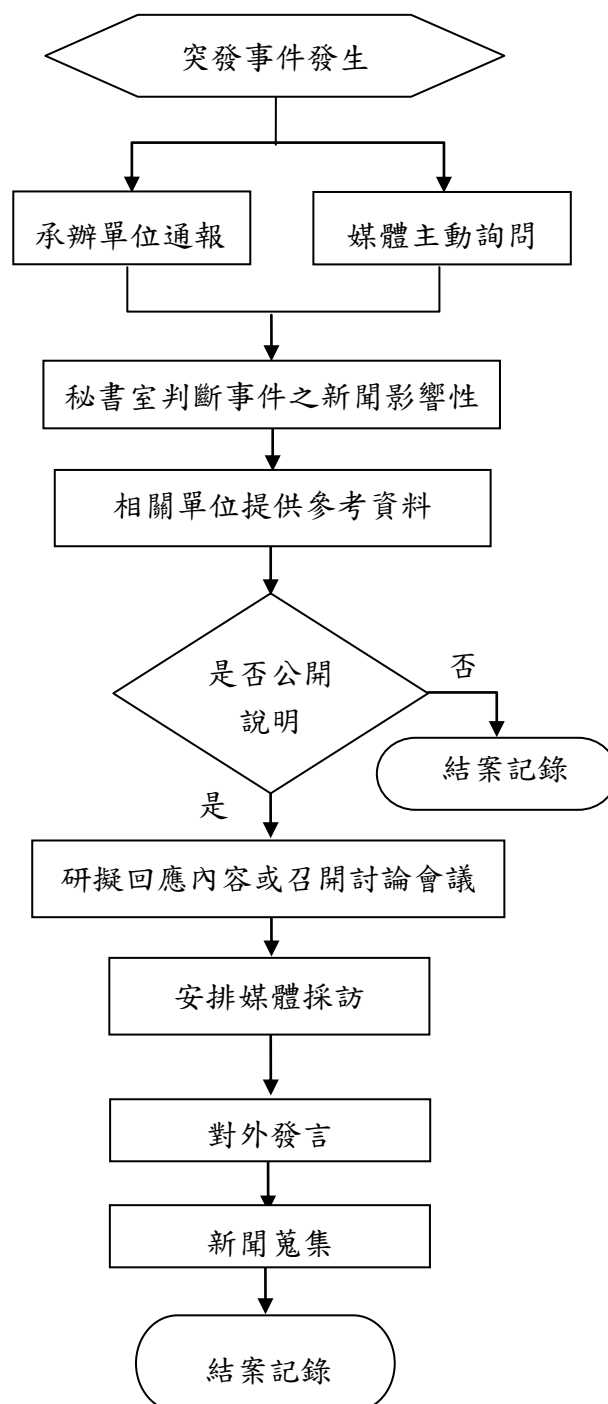 突發事件發生
承辦單位通報
媒體主動詢問
秘書室判斷事件之新聞影響性
相關單位提供參考資料
是否公開
說明
否
結案記錄
是
研擬回應內容或召開討論會議
安排媒體採訪
對外發言
新聞蒐集
結案記錄